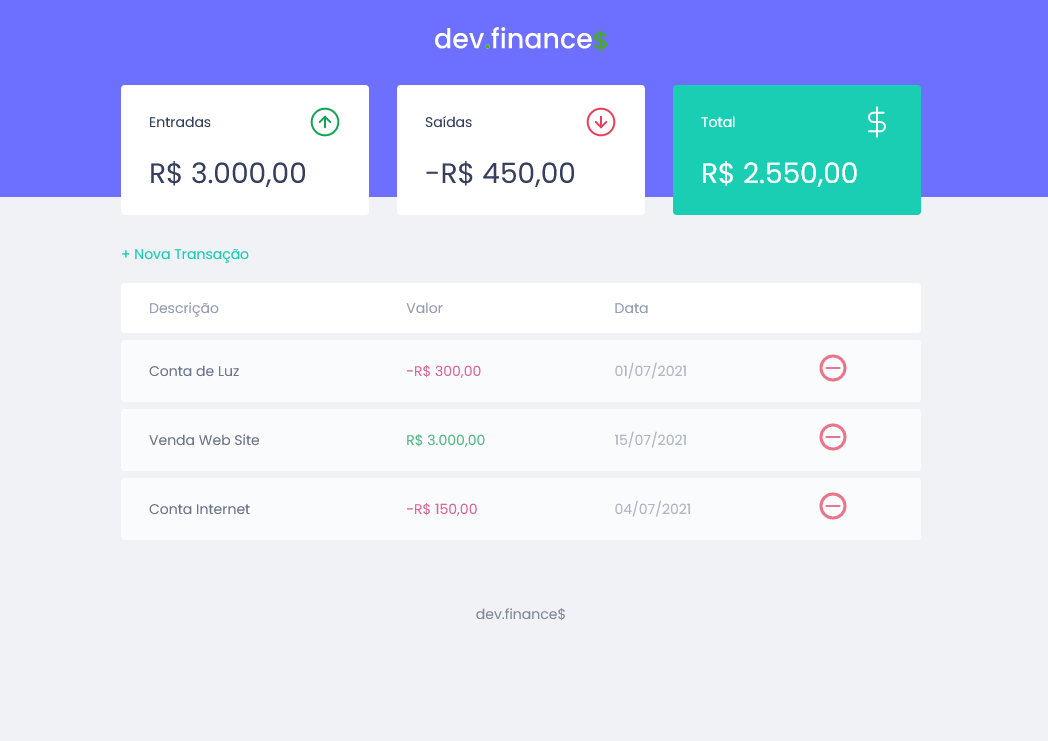 dev.finance$
Entradas
R$ 3.000,00
Saídas
-R$ 450,00
Total
$
R$ 2.550,00
+ Nova Transação
Descrição Valor Data
Conta de Luz -R$ 300,00 01/07/2021
Venda Web Site R$ 3.000,00 15/07/2021
Conta Internet -R$ 150,00 04/07/2021
dev.finance$